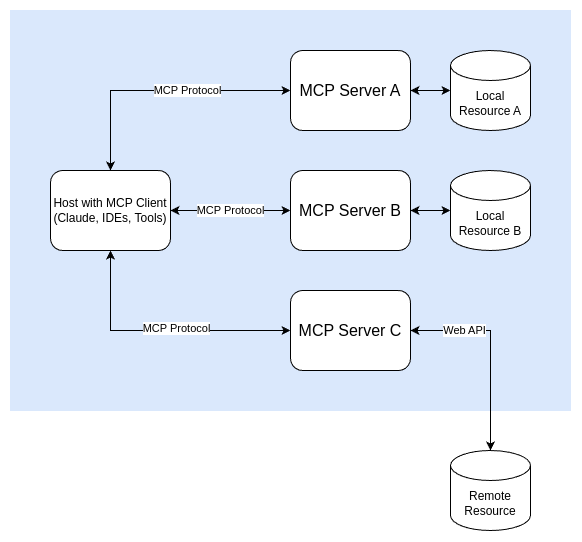 MCP Protocol
MCP Server A
Local
Resource A
Host with MCP Client
(Claude, IDEs, Tools)
MCP Protocol
MCP Server B
Local
Resource B
MCP Protocol
MCP Server C
Web API
Remote
Resource